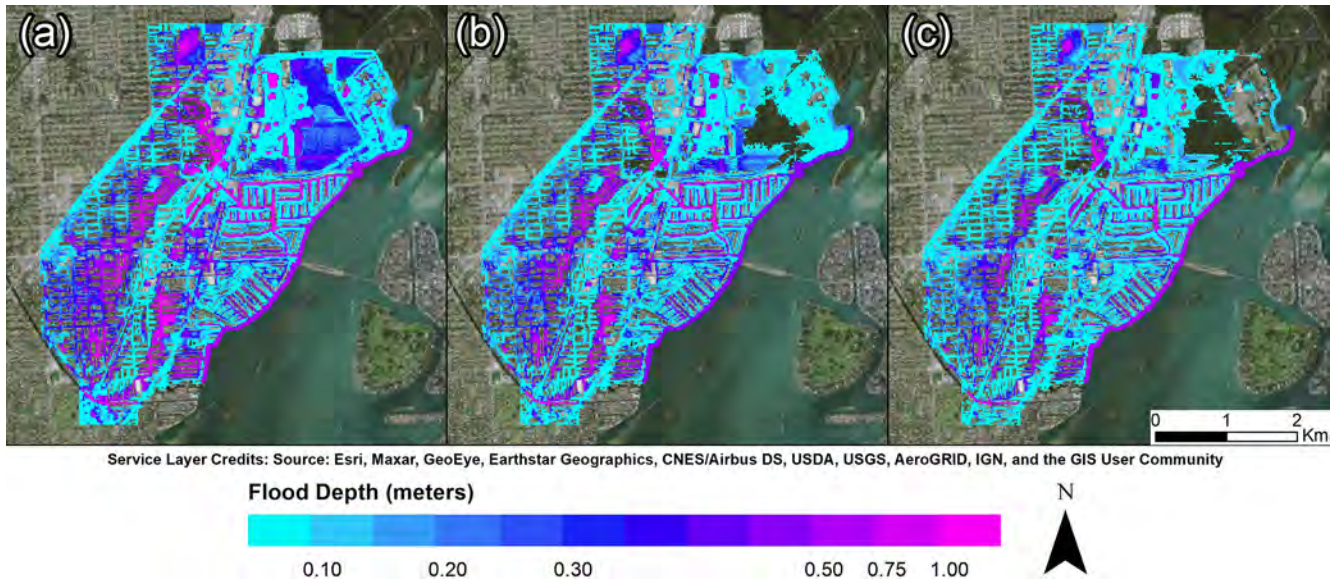 (a)
(b)
(c)
0 1 2
Km
Service Layer Credits: Source: Esri, Maxar, GeoEye, Earthstar Geographics, CNES/Airbus DS, USDA, USGS, AeroGRID, IGN, and the GIS User Community
Flood Depth (meters)
N
0.10 0.20 0.30 0.50 0.75 1.00